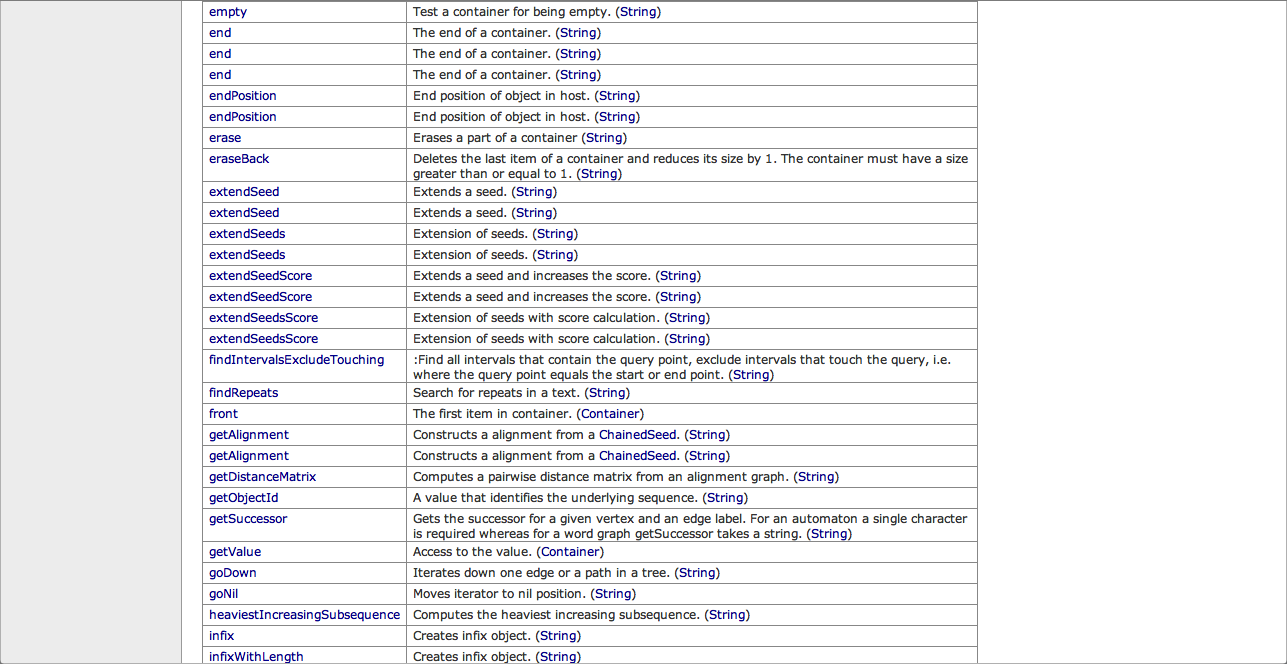 empty Test a container for being empty. (String)
end The end of a container. (String)
end The end of a container. (String)
end The end of a container. (String)
endPosition End position of object in host. (String)
endPosition End position of object in host. (String)
erase Erases a part of a container (String)
eraseBack Deletes the last item of a container and reduces its size by 1. The container must have a size
greater than or equal to 1. (String)
extendSeed Extends a seed. (String)
extendSeed Extends a seed. (String)
extendSeeds Extension of seeds. (String)
extendSeeds Extension of seeds. (String)
extendSeedScore Extends a seed and increases the score. (String)
extendSeedScore Extends a seed and increases the score. (String)
extendSeedsScore Extension of seeds with score calculation. (String)
extendSeedsScore Extension of seeds with score calculation. (String)
findIntervalsExcludeTouching :Find all intervals that contain the query point, exclude intervals that touch the query, i.e.
where the query point equals the start or end point. (String)
findRepeats Search for repeats in a text. (String)
front The first item in container. (Container)
getAlignment Constructs a alignment from a ChainedSeed. (String)
getAlignment Constructs a alignment from a ChainedSeed. (String)
getDistanceMatrix Computes a pairwise distance matrix from an alignment graph. (String)
getObjectId A value that identifies the underlying sequence. (String)
getSuccessor Gets the successor for a given vertex and an edge label. For an automaton a single character
is required whereas for a word graph getSuccessor takes a string. (String)
getValue Access to the value. (Container)
goDown Iterates down one edge or a path in a tree. (String)
goNil Moves iterator to nil position. (String)
heaviestIncreasingSubsequence Computes the heaviest increasing subsequence. (String)
infix Creates infix object. (String)
infixWithLength Creates infix object. (String)